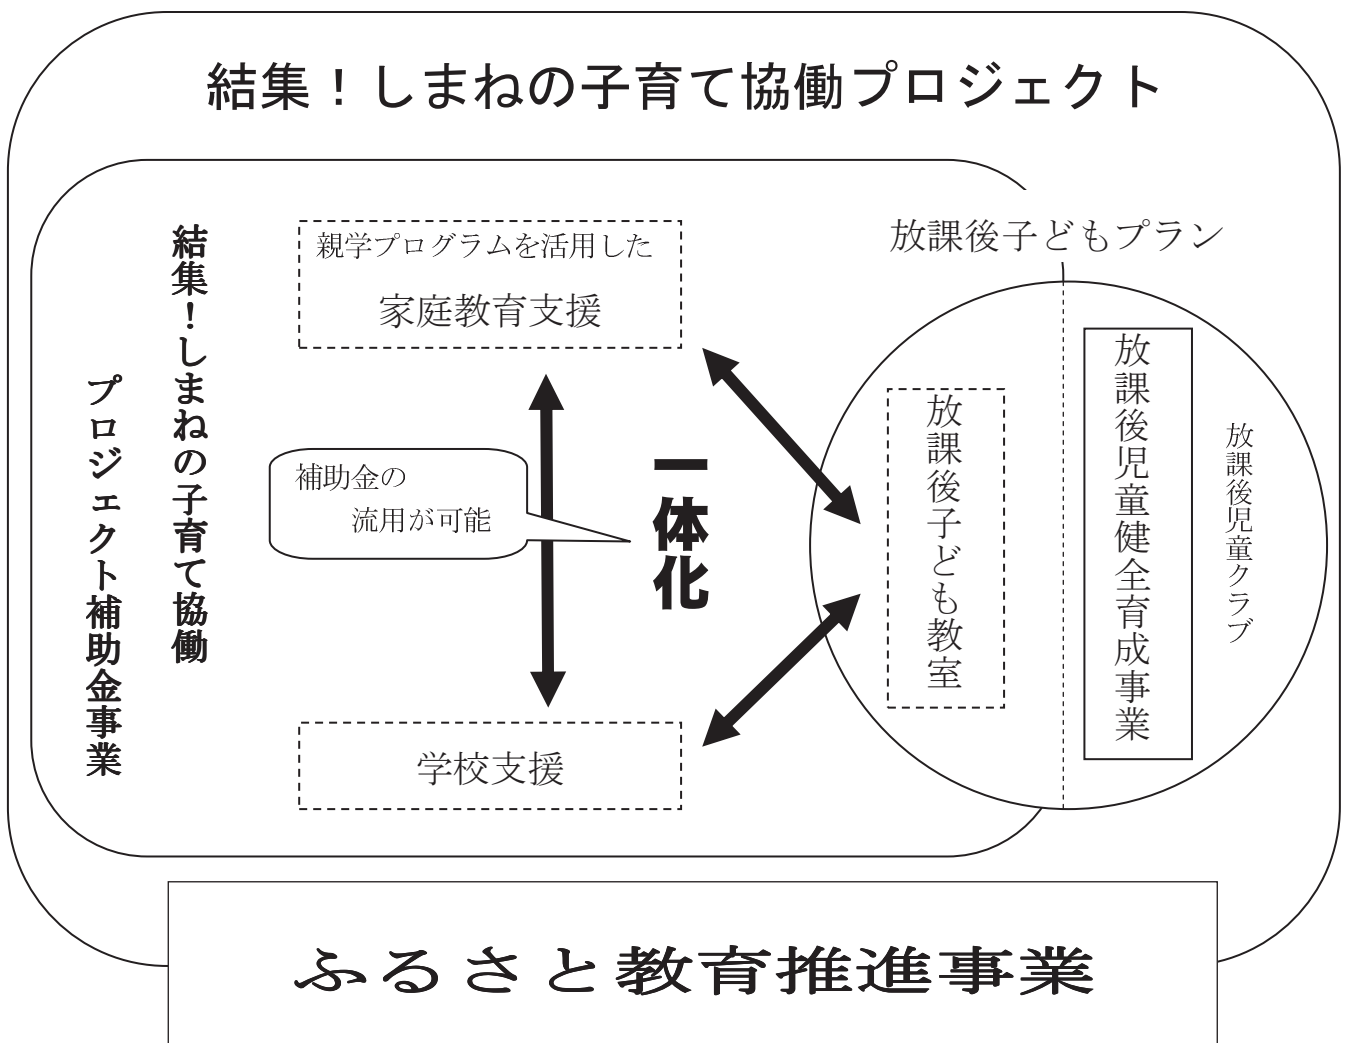 結集！しまねの子育て協働プロジェクト
結集！しまねの子育て協働
プロジェクト補助金事業
親学プログラムを活用した
家庭教育支援
放課後子どもプラン
補助金の
流用が可能
一体化
放課後子ども教室
放課後児童健全育成事業
放課後児童クラブ
学校支援
ふるさと教育推進事業